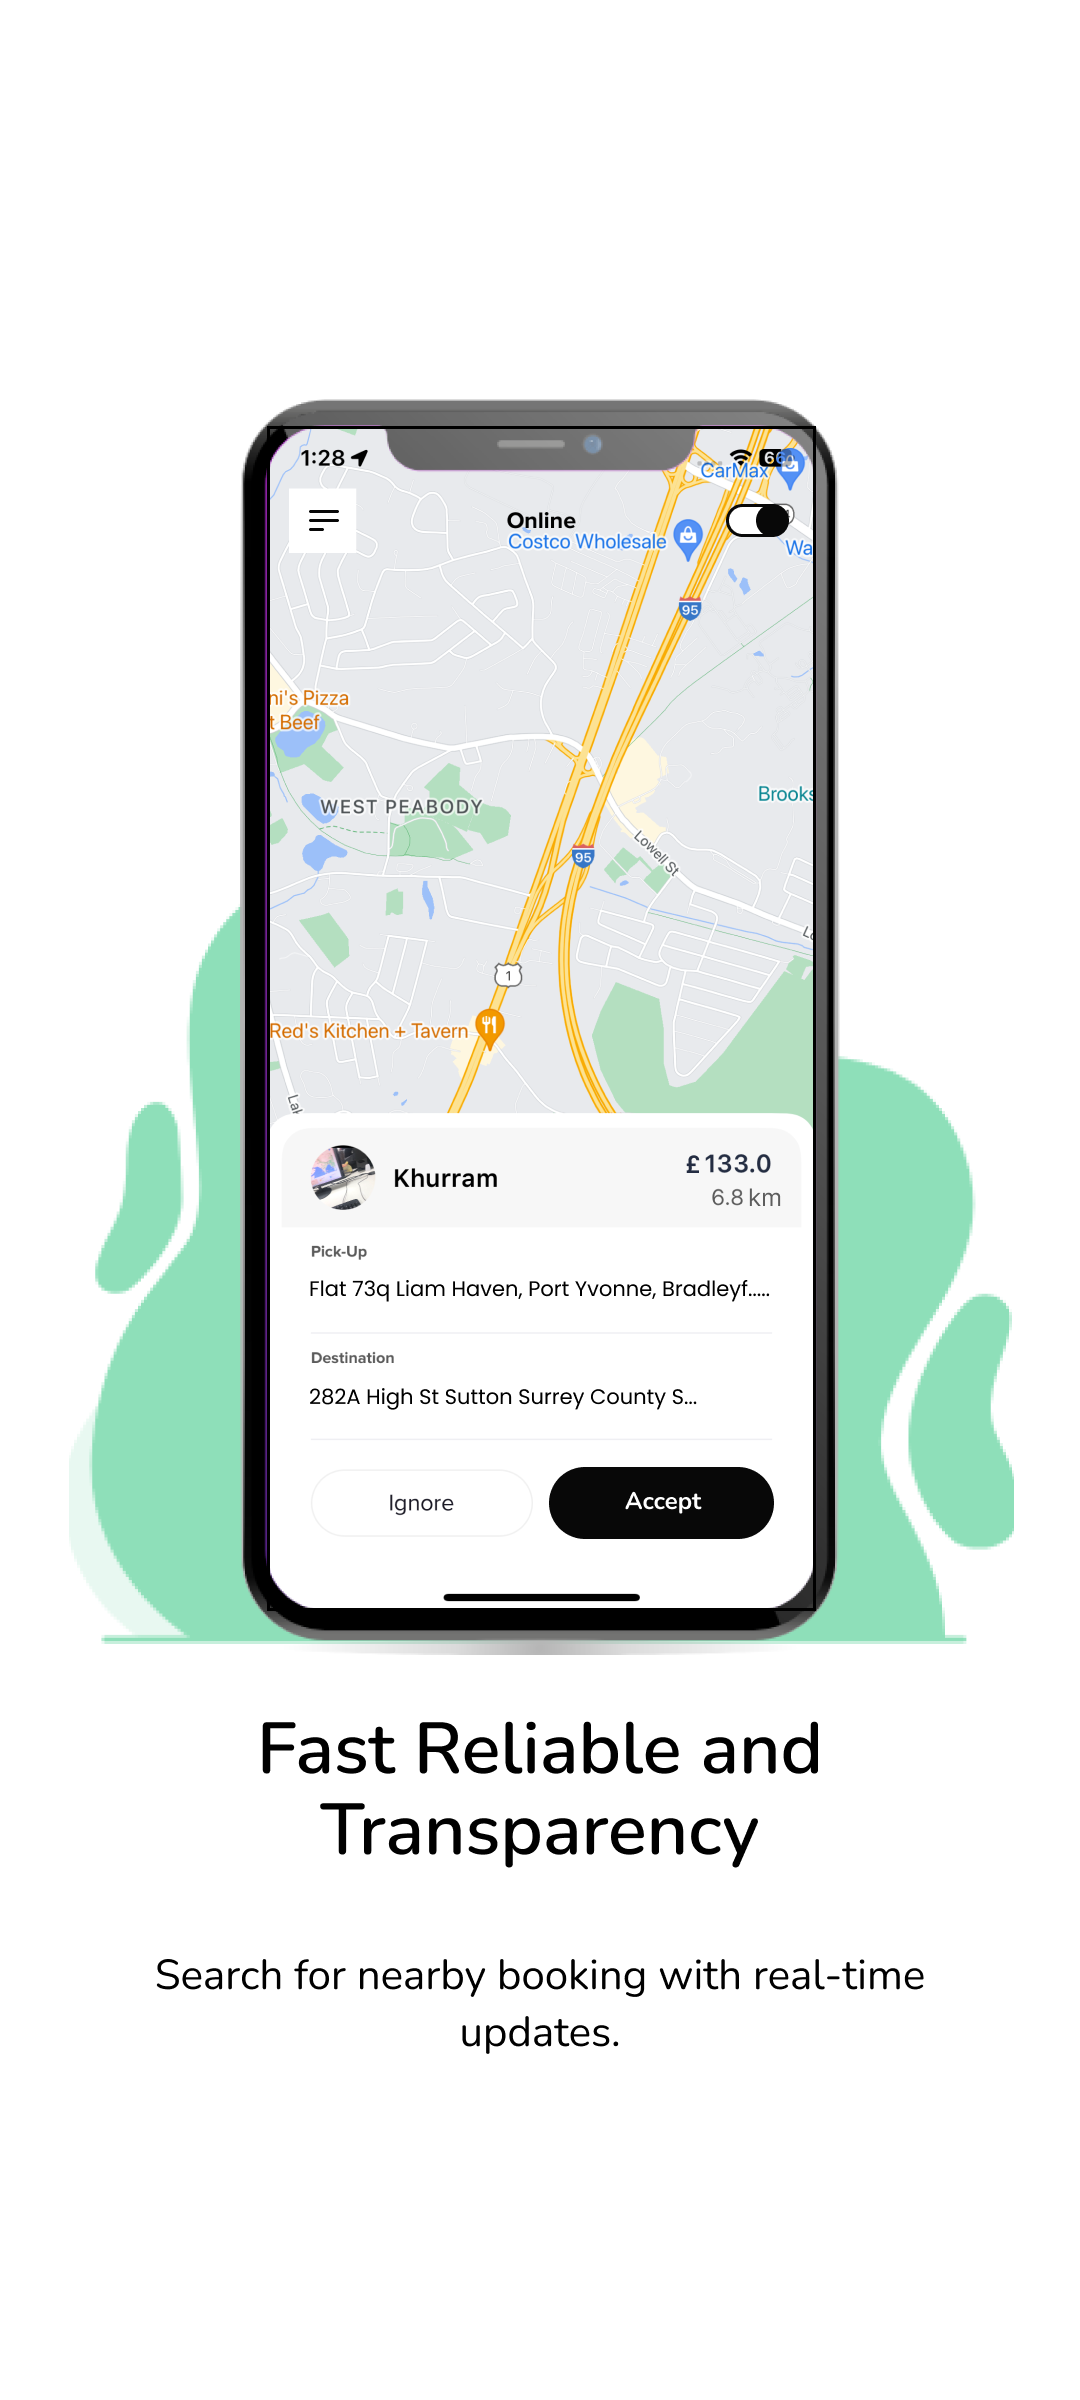 1:28
CarMax
Online
Costco Wholesale
Wa
95
ni's Pizza
t Beef
WEST PEABODY
Brooks
Lowell St
95
Lo
1
Red's Kitchen + Tavern
Lak
Khurram
£133.0
6.8 km
Pick-Up
Flat 73q Liam Haven, Port Yvonne, Bradleyf.....
Destination
282A High St Sutton Surrey County S...
Ignore
Accept
Fast Reliable and
Transparency
Search for nearby booking with real-time
updates.